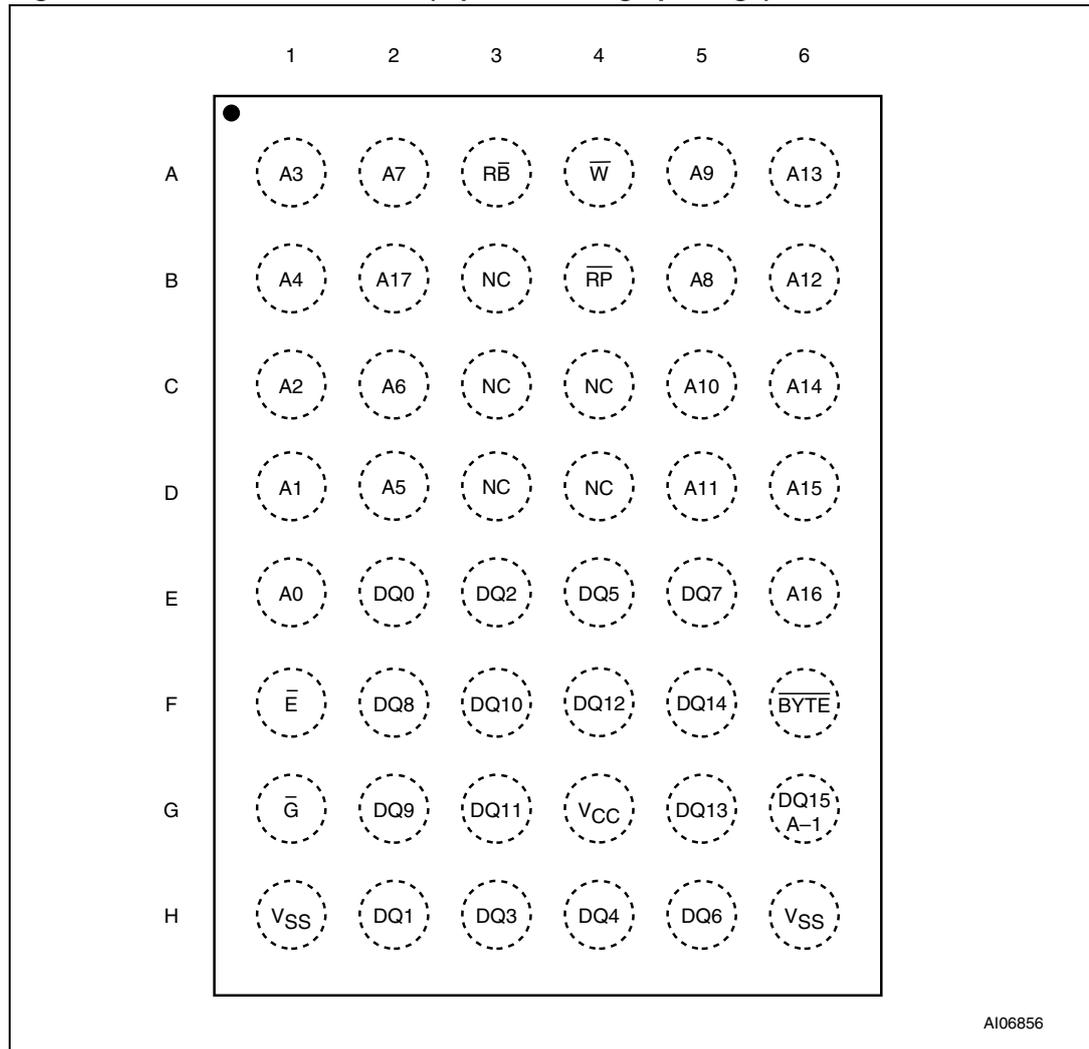 1 2 3 4 5 6
A A3 A7 RB̅ W̅ A9 A13
B A4 A17 NC R̅P̅ A8 A12
C A2 A6 NC NC A10 A14
D A1 A5 NC NC A11 A15
E A0 DQ0 DQ2 DQ5 DQ7 A16
F E̅ DQ8 DQ10 DQ12 DQ14 B̅Y̅T̅E̅
G G̅ DQ9 DQ11 VCC DQ13 DQ15
A–1
H VSS DQ1 DQ3 DQ4 DQ6 VSS
AI06856